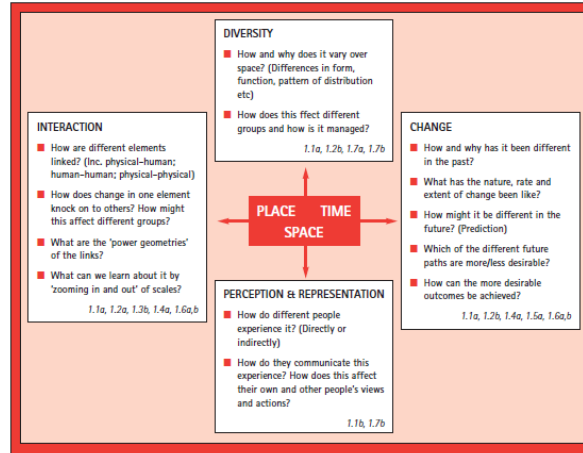 DIVERSITY
■ How and why does it vary over
space? (Differences in form,
function, pattern of distribution
etc)
■ How does this ffect different
groups and how is it managed?
1.1a, 1.2b, 1.7a, 1.7b
INTERACTION
■ How are different elements
linked? (Inc. physical–human;
human–human; physical–physical)
■ How does change in one element
knock on to others? How might
this affect different groups?
■ What are the 'power geometries'
of the links?
■ What can we learn about it by
'zooming in and out' of scales?
1.1a, 1.2a, 1.3b, 1.4a, 1.6a,b
PLACE TIME
SPACE
CHANGE
■ How and why has it been different
in the past?
■ What has the nature, rate and
extent of change been like?
■ How might it be different in the
future? (Prediction)
■ Which of the different future
paths are more/less desirable?
■ How can the more desirable
outcomes be achieved?
1.1a, 1.2b, 1.4a, 1.5a, 1.6a,b
PERCEPTION & REPRESENTATION
■ How do different people
experience it? (Directly or
indirectly)
■ How do they communicate this
experience? How does this affect
their own and other people's views
and actions?
1.1b, 1.7b